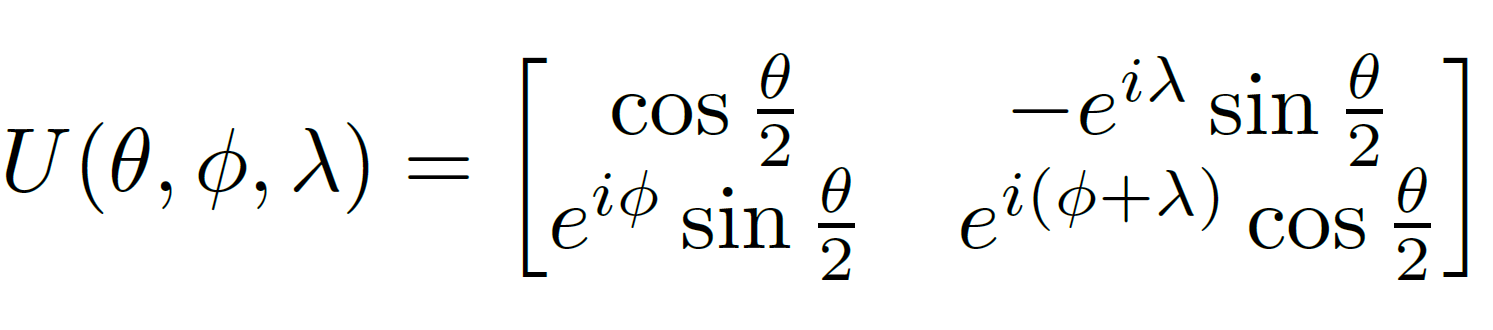 U(θ, ϕ, λ) = [ cos θ/2   −e^{iλ} sin θ/2
e^{iϕ} sin θ/2   e^{i(ϕ+λ)} cos θ/2 ]